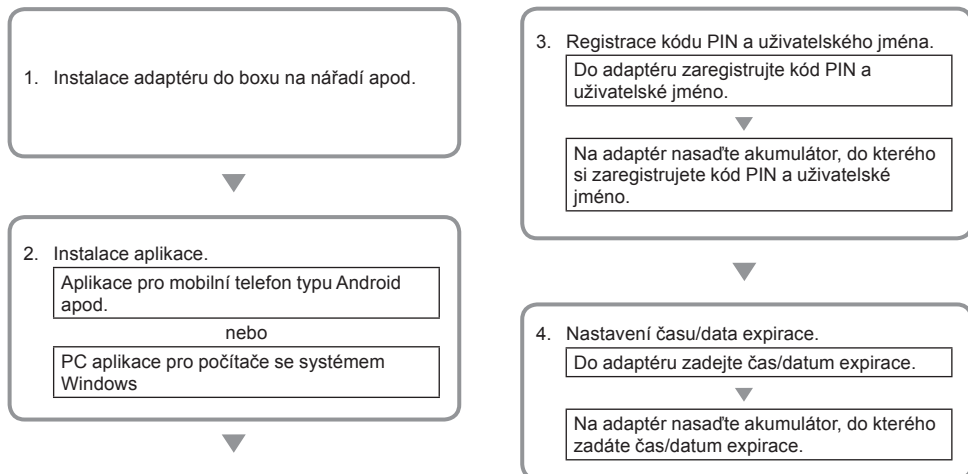 1. Instalace adaptéru do boxu na nářadí apod.
2. Instalace aplikace.
Aplikace pro mobilní telefon typu Android
apod.
nebo
PC aplikace pro počítače se systémem
Windows
3. Registrace kódu PIN a uživatelského jména.
Do adaptéru zaregistrujte kód PIN a
uživatelské jméno.
Na adaptér nasaďte akumulátor, do kterého
si zaregistrujete kód PIN a uživatelské
jméno.
4. Nastavení času/data expirace.
Do adaptéru zadejte čas/datum expirace.
Na adaptér nasaďte akumulátor, do kterého
zadáte čas/datum expirace.